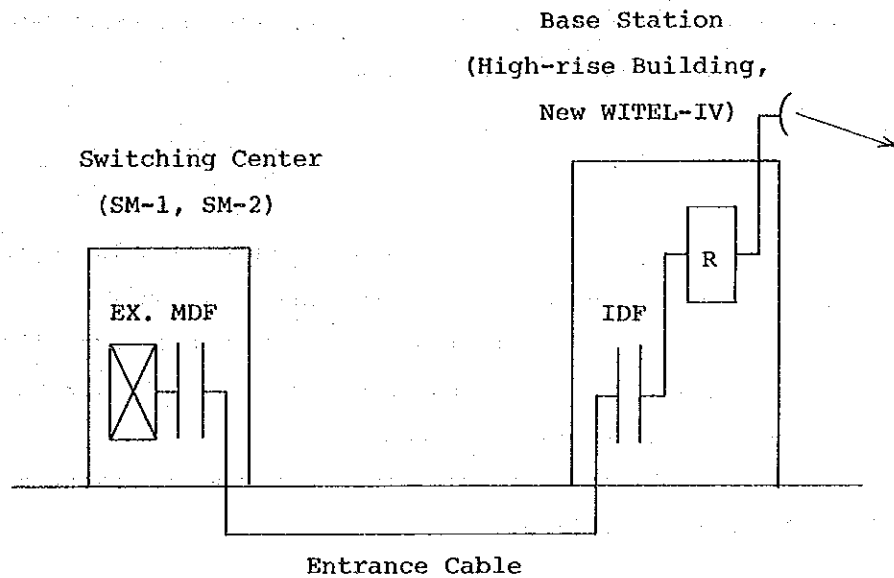 Base Station
(High-rise Building,
New WITEL-IV)
Switching Center
(SM-1, SM-2)
R
EX. MDF
IDF
Entrance Cable